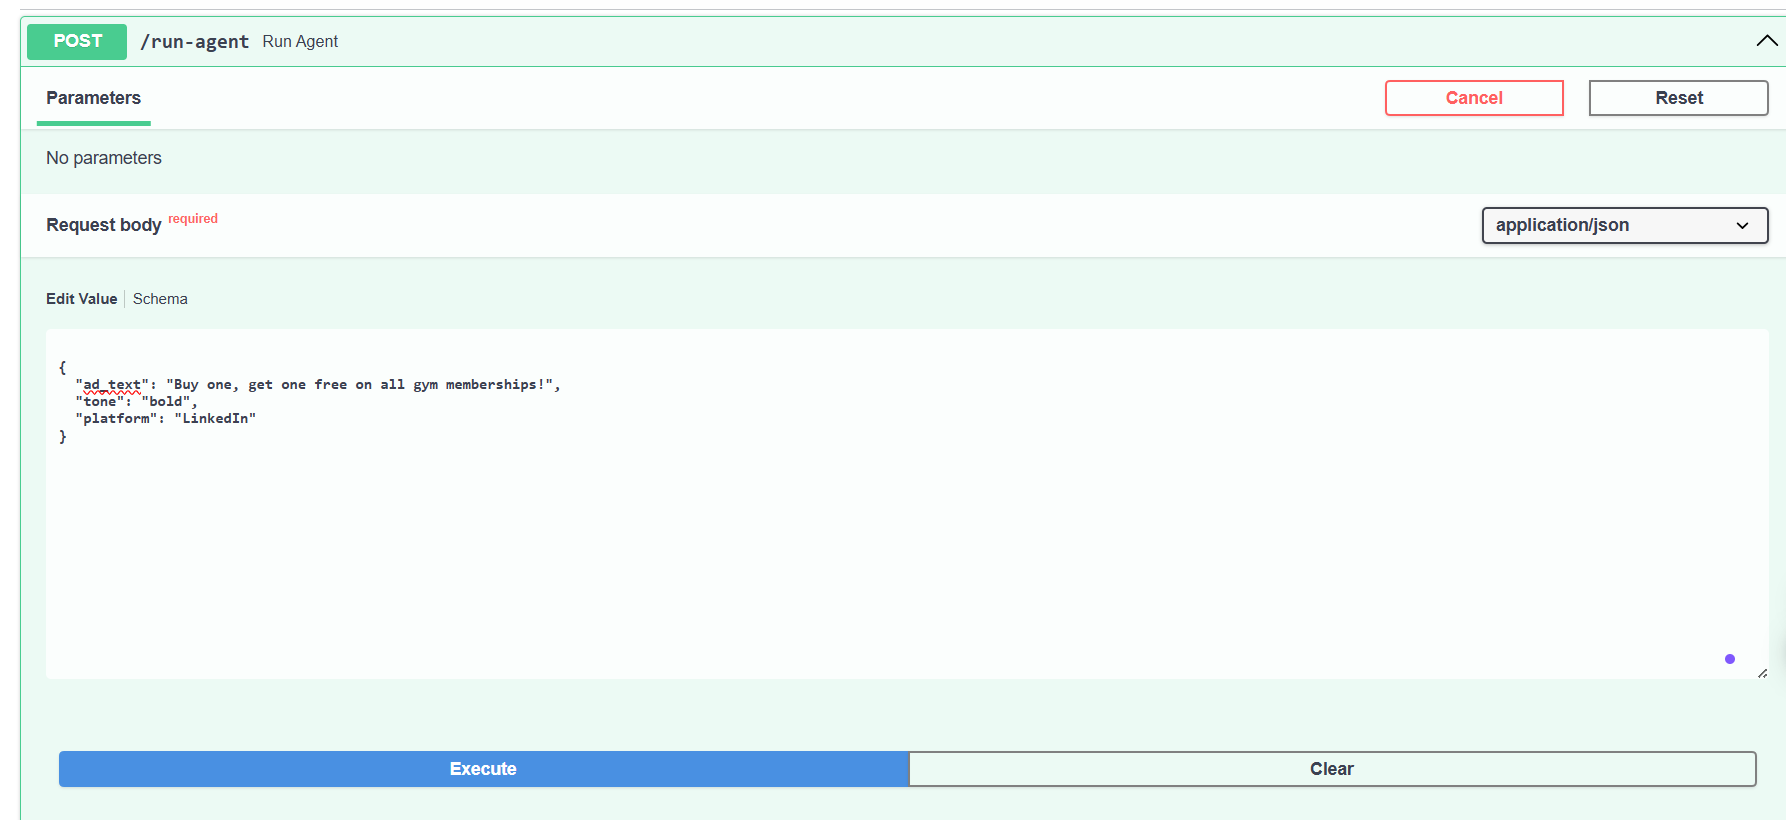 POST /run-agent Run Agent
Parameters Cancel Reset
No parameters
Request body required application/json
Edit Value Schema
{
  "ad_text": "Buy one, get one free on all gym memberships!",
  "tone": "bold",
  "platform": "LinkedIn"
}
Execute Clear